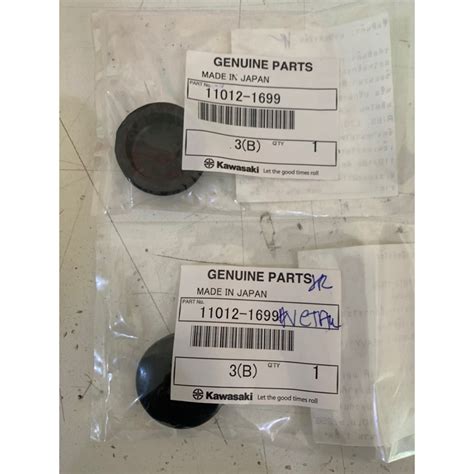 GENUINE PARTS
MADE IN JAPAN
PART No.
11012-1699
3(B) QTY 1
Kawasaki Let the good times roll
GENUINE PARTS
MADE IN JAPAN
PART No.
11012-1699
3(B) QTY 1
Kawasaki Let the good times roll